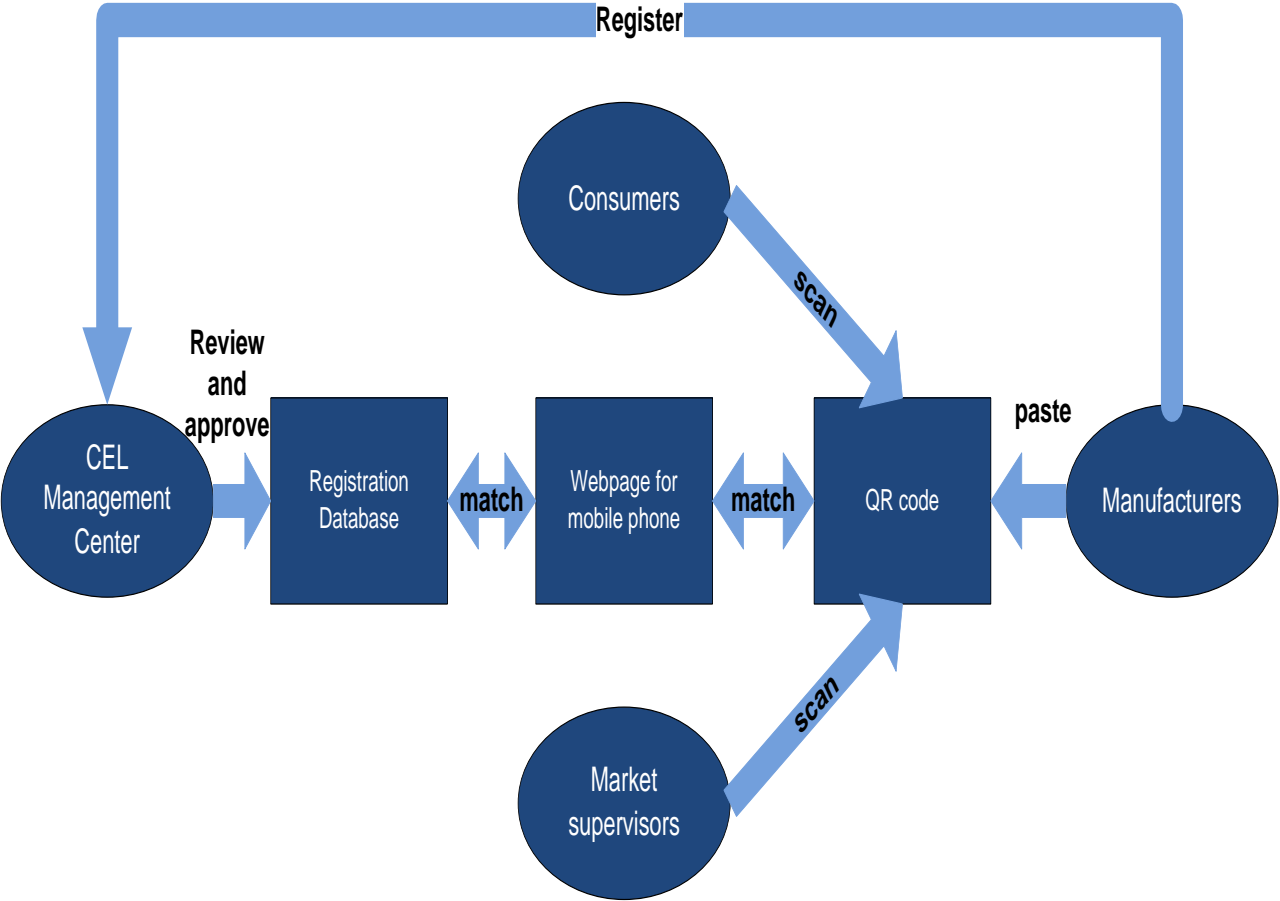 Register
Consumers
scan
Review
and
approve
paste
CEL
Management
Center
Registration
Database
match
Webpage for
mobile phone
match
QR code
Manufacturers
scan
Market
supervisors